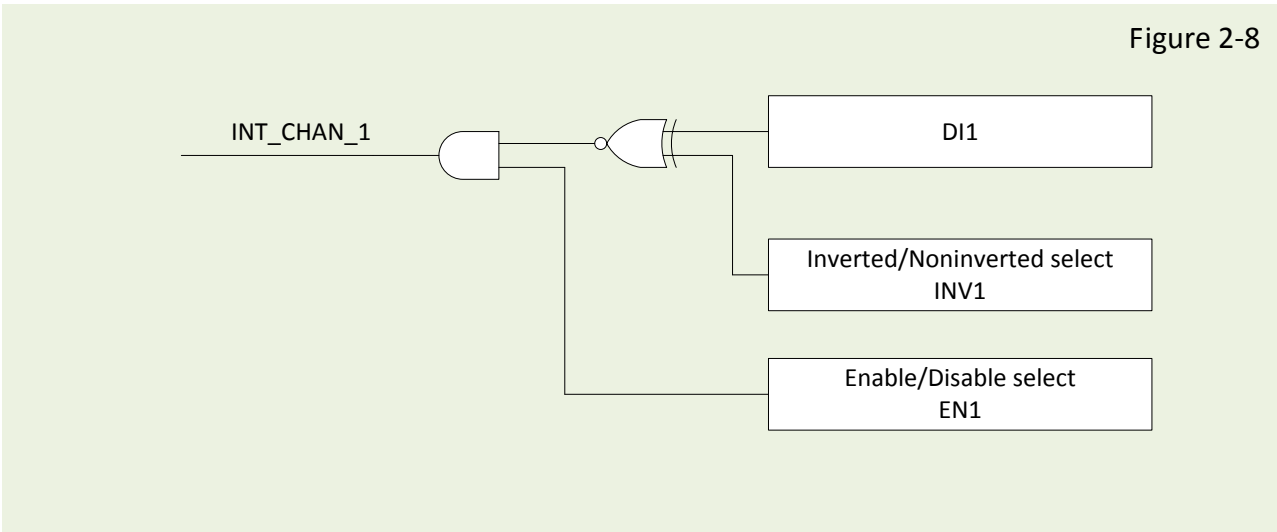 Figure 2-8
INT_CHAN_1
DI1
Inverted/Noninverted select
INV1
Enable/Disable select
EN1